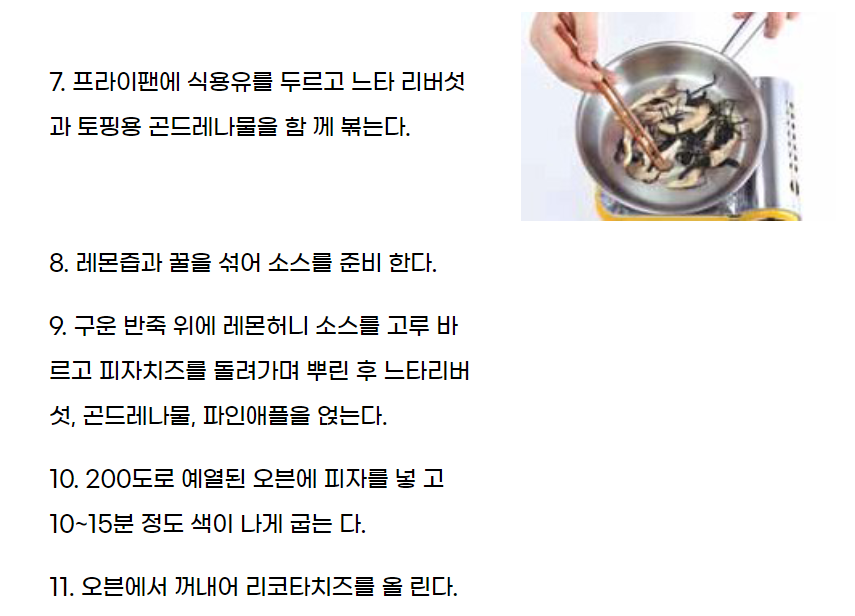 7. 프라이팬에 식용유를 두르고 느타 리버섯
과 토핑용 곤드레나물을 함 께 볶는다.
8. 레몬즙과 꿀을 섞어 소스를 준비 한다.
9. 구운 반죽 위에 레몬허니 소스를 고루 바
르고 피자치즈를 돌려가며 뿌린 후 느타리버
섯, 곤드레나물, 파인애플을 얹는다.
10. 200도로 예열된 오븐에 피자를 넣 고
10~15분 정도 색이 나게 굽는 다.
11. 오븐에서 꺼내어 리코타치즈를 올 린다.